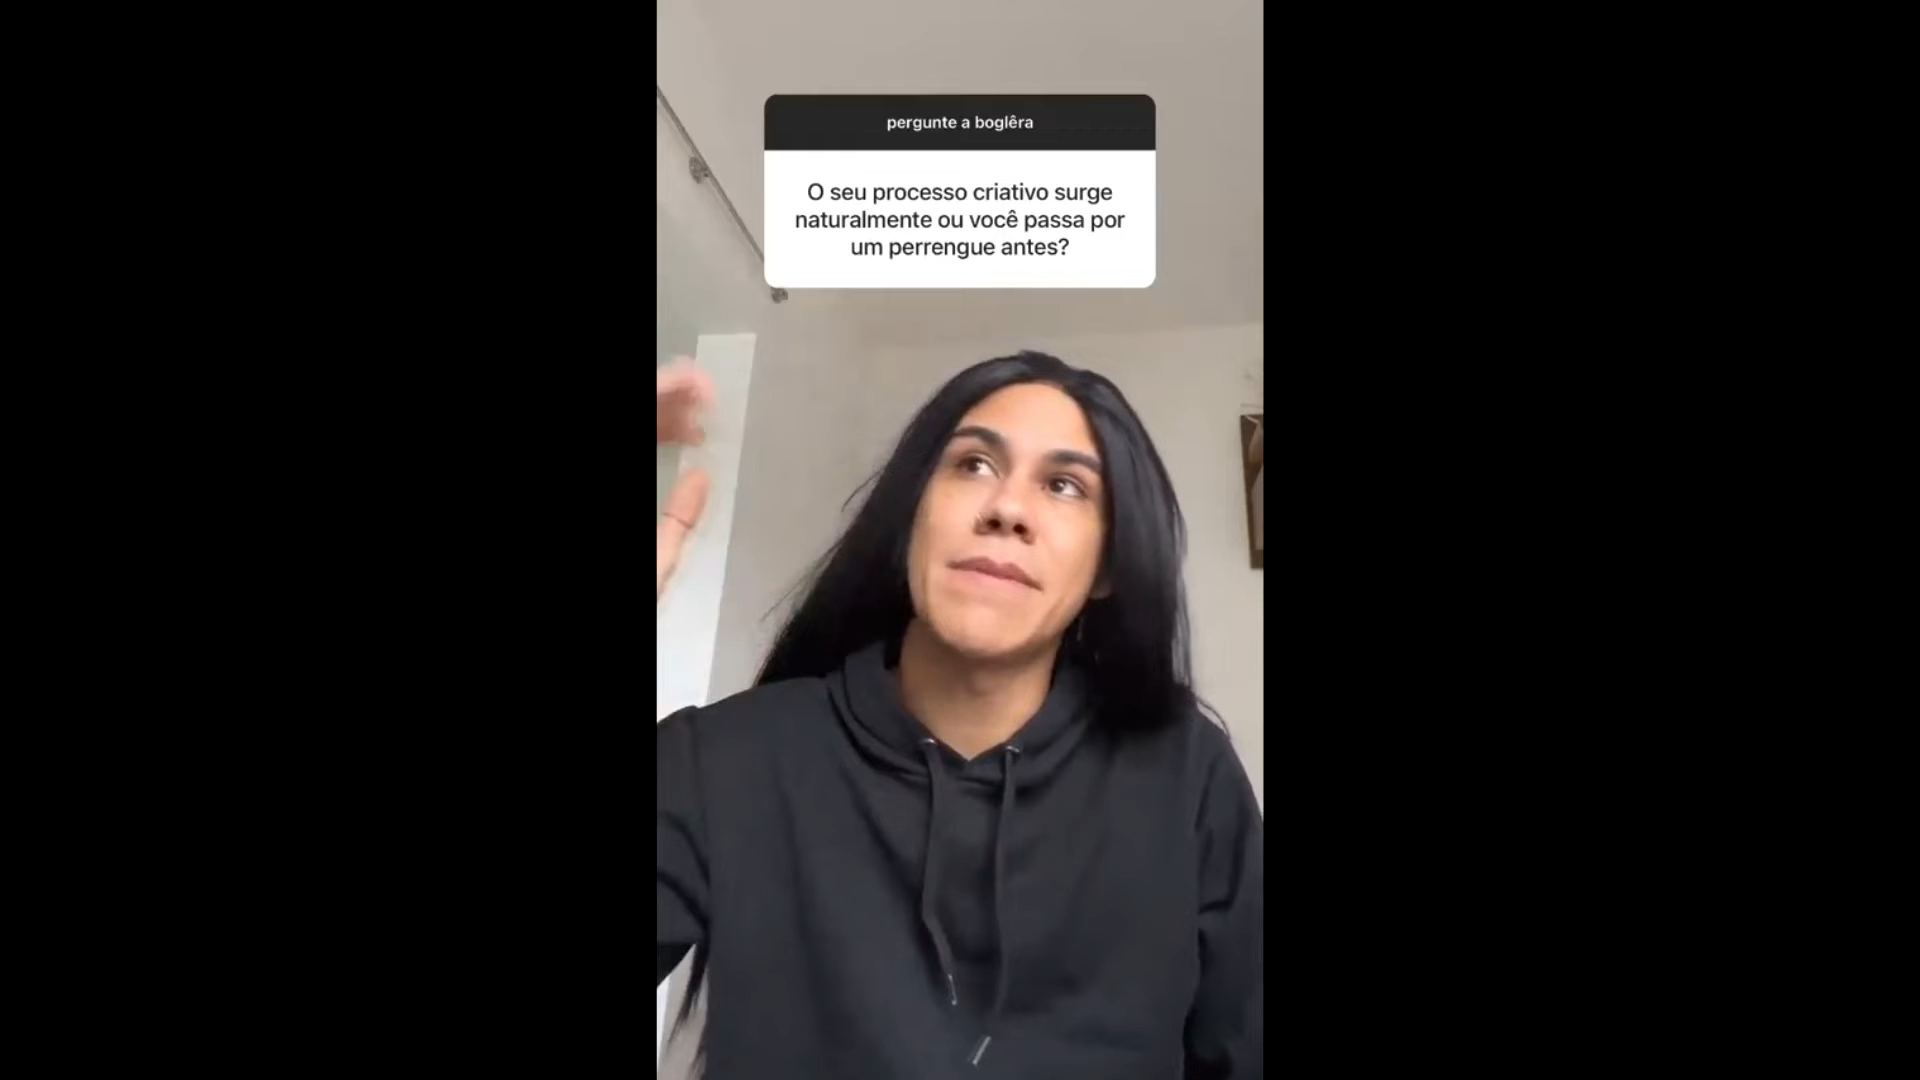 pergunte a boglêra
O seu processo criativo surge
naturalmente ou você passa por
um perrengue antes?